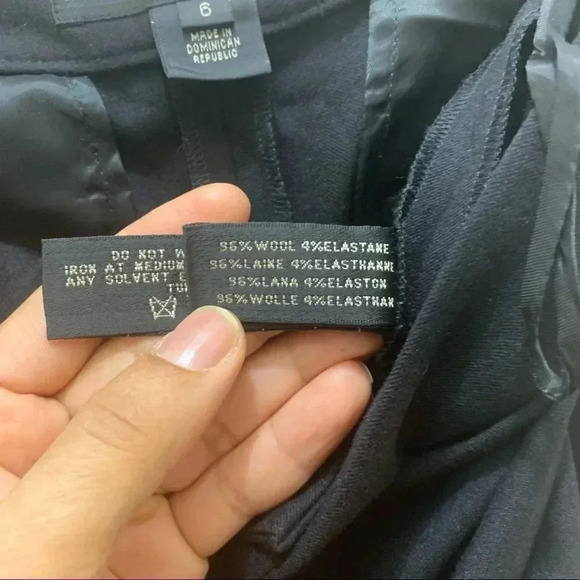 6
MADE IN
DOMINICAN
REPUBLIC
DO NOT
IRON AT MEDIUM
ANY SOLVENT
96%WOOL 4%ELASTANE
96%LAINE 4%ELASTHANNE
96%LANA 4%ELASTON
96%WOLLE 4%ELASTHAN